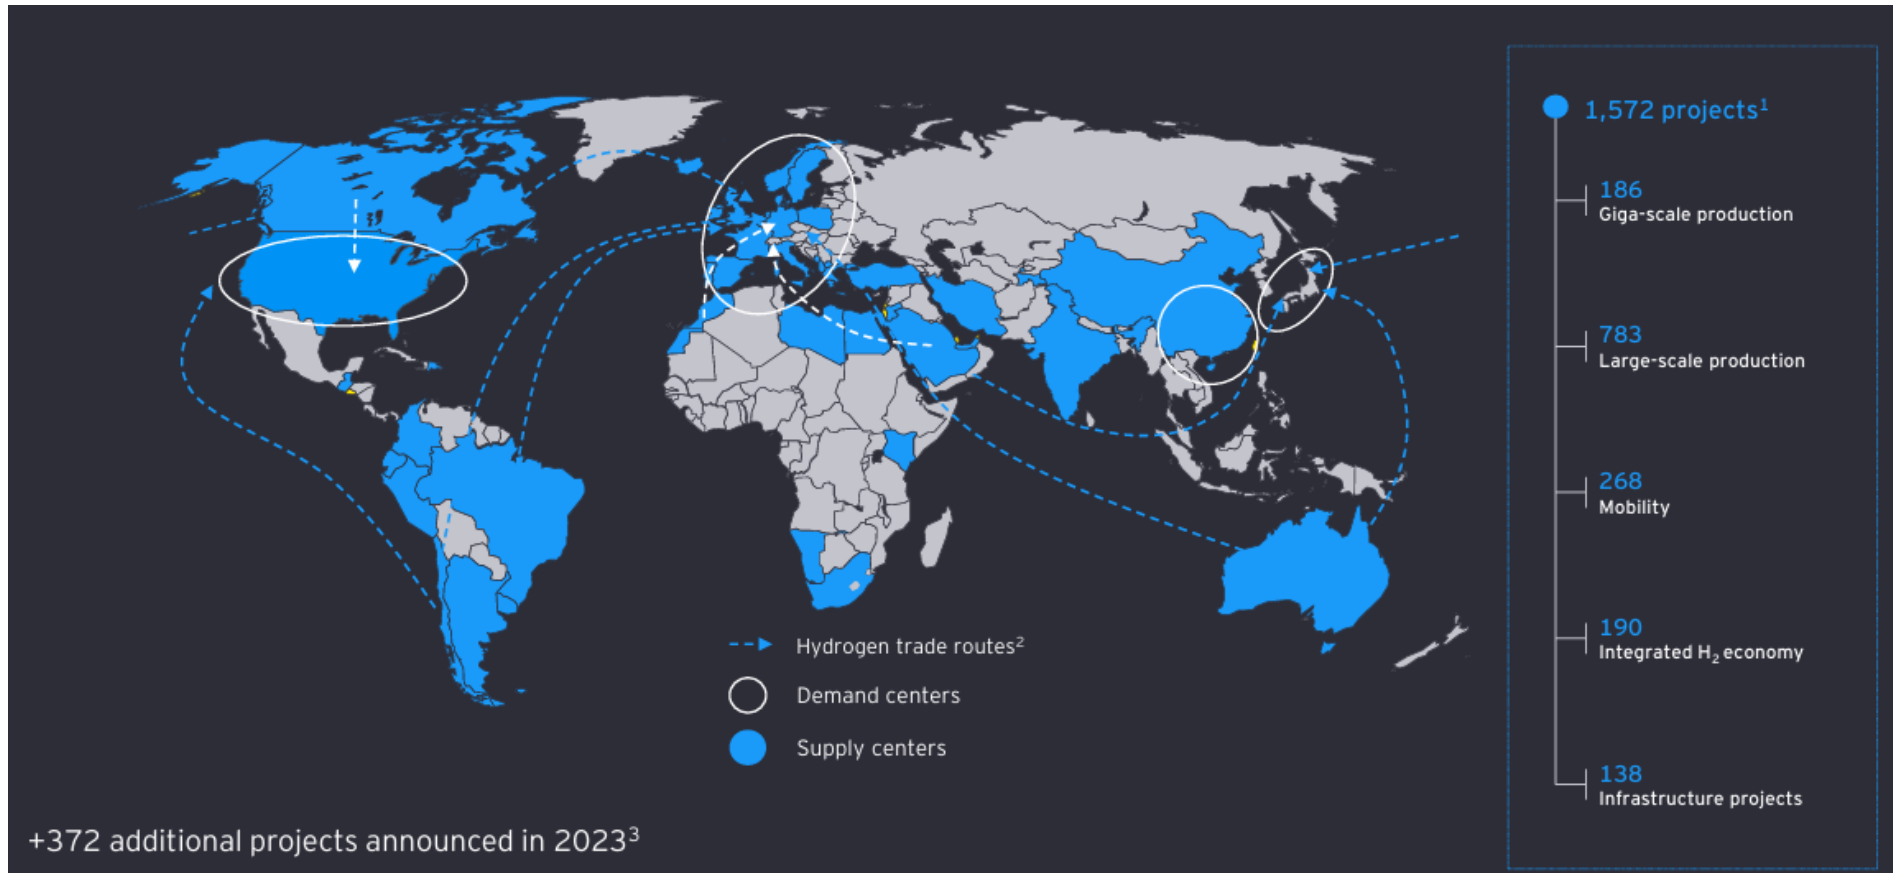 1,572 projects¹
186
Giga-scale production
783
Large-scale production
268
Mobility
190
Integrated H₂ economy
138
Infrastructure projects
Hydrogen trade routes²
Demand centers
Supply centers
+372 additional projects announced in 2023³